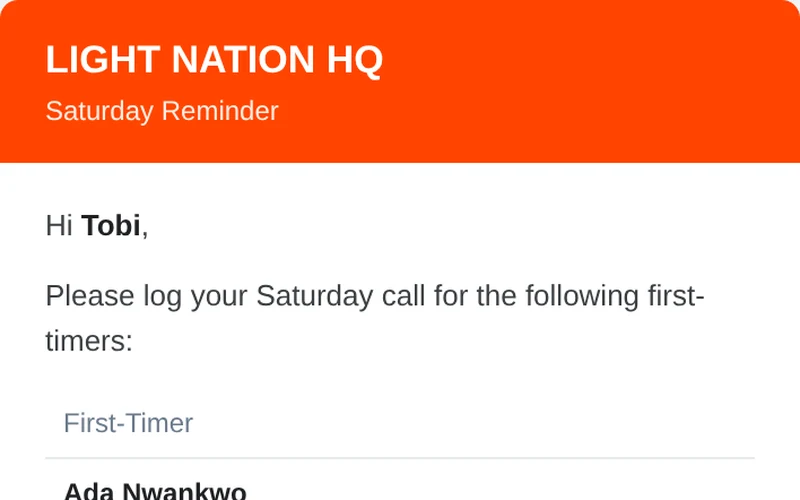 LIGHT NATION HQ
Saturday Reminder
Hi Tobi,
Please log your Saturday call for the following first-
timers:
First-Timer
Ada Nwankwo